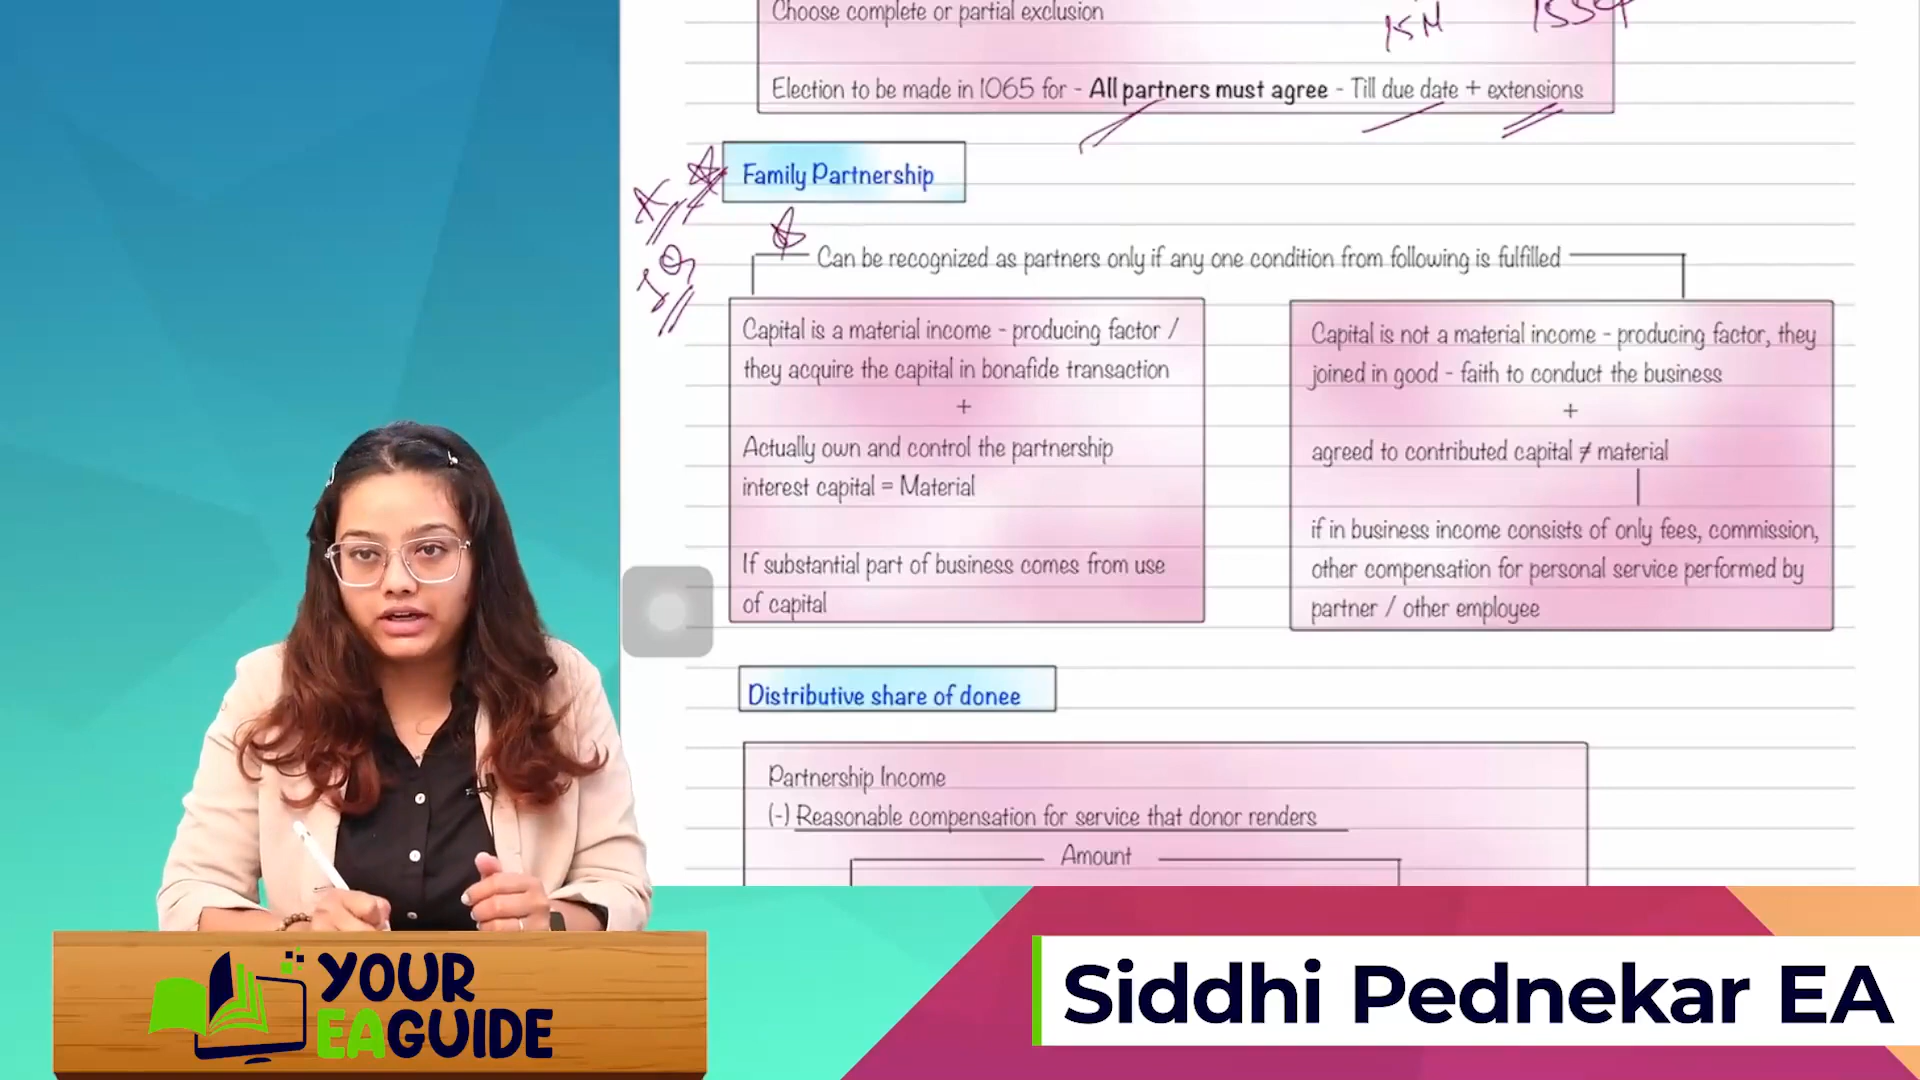 Choose complete or partial exclusion
Election to be made in 1065 for - All partners must agree - Till due date + extensions
Family Partnership
Can be recognized as partners only if any one condition from following is fulfilled
Capital is a material income - producing factor /
they acquire the capital in bonafide transaction
+
Actually own and control the partnership
interest capital = Material
If substantial part of business comes from use
of capital
Capital is not a material income - producing factor, they
joined in good - faith to conduct the business
+
agreed to contributed capital ≠ material
if in business income consists of only fees, commission,
other compensation for personal service performed by
partner / other employee
Distributive share of donee
Partnership Income
(-) Reasonable compensation for service that donor renders
Amount
YOUR
EAGUIDE
Siddhi Pednekar EA